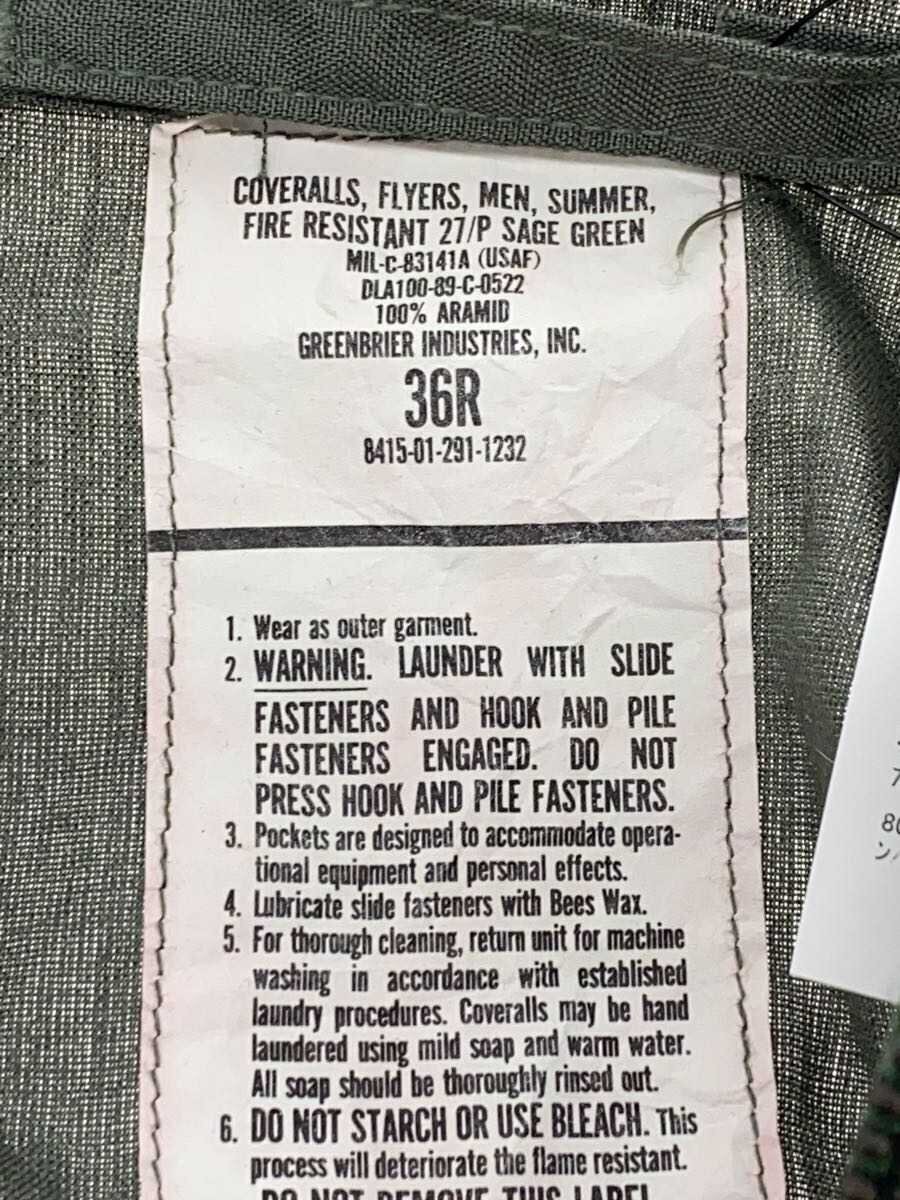 COVERALLS, FLYERS, MEN, SUMMER,
FIRE RESISTANT 27/P SAGE GREEN
MIL-C-83141A (USAF)
DLA100-89-C-0522
100% ARAMID
GREENBRIER INDUSTRIES, INC.
36R
8415-01-291-1232
1. Wear as outer garment.
2. WARNING. LAUNDER WITH SLIDE
FASTENERS AND HOOK AND PILE
FASTENERS ENGAGED. DO NOT
PRESS HOOK AND PILE FASTENERS.
3. Pockets are designed to accommodate opera-
tional equipment and personal effects.
4. Lubricate slide fasteners with Bees Wax.
5. For thorough cleaning, return unit for machine
washing in accordance with established
laundry procedures. Coveralls may be hand
laundered using mild soap and warm water.
All soap should be thoroughly rinsed out.
6. DO NOT STARCH OR USE BLEACH. This
process will deteriorate the flame resistant.
DO NOT REMOVE THIS LABEL